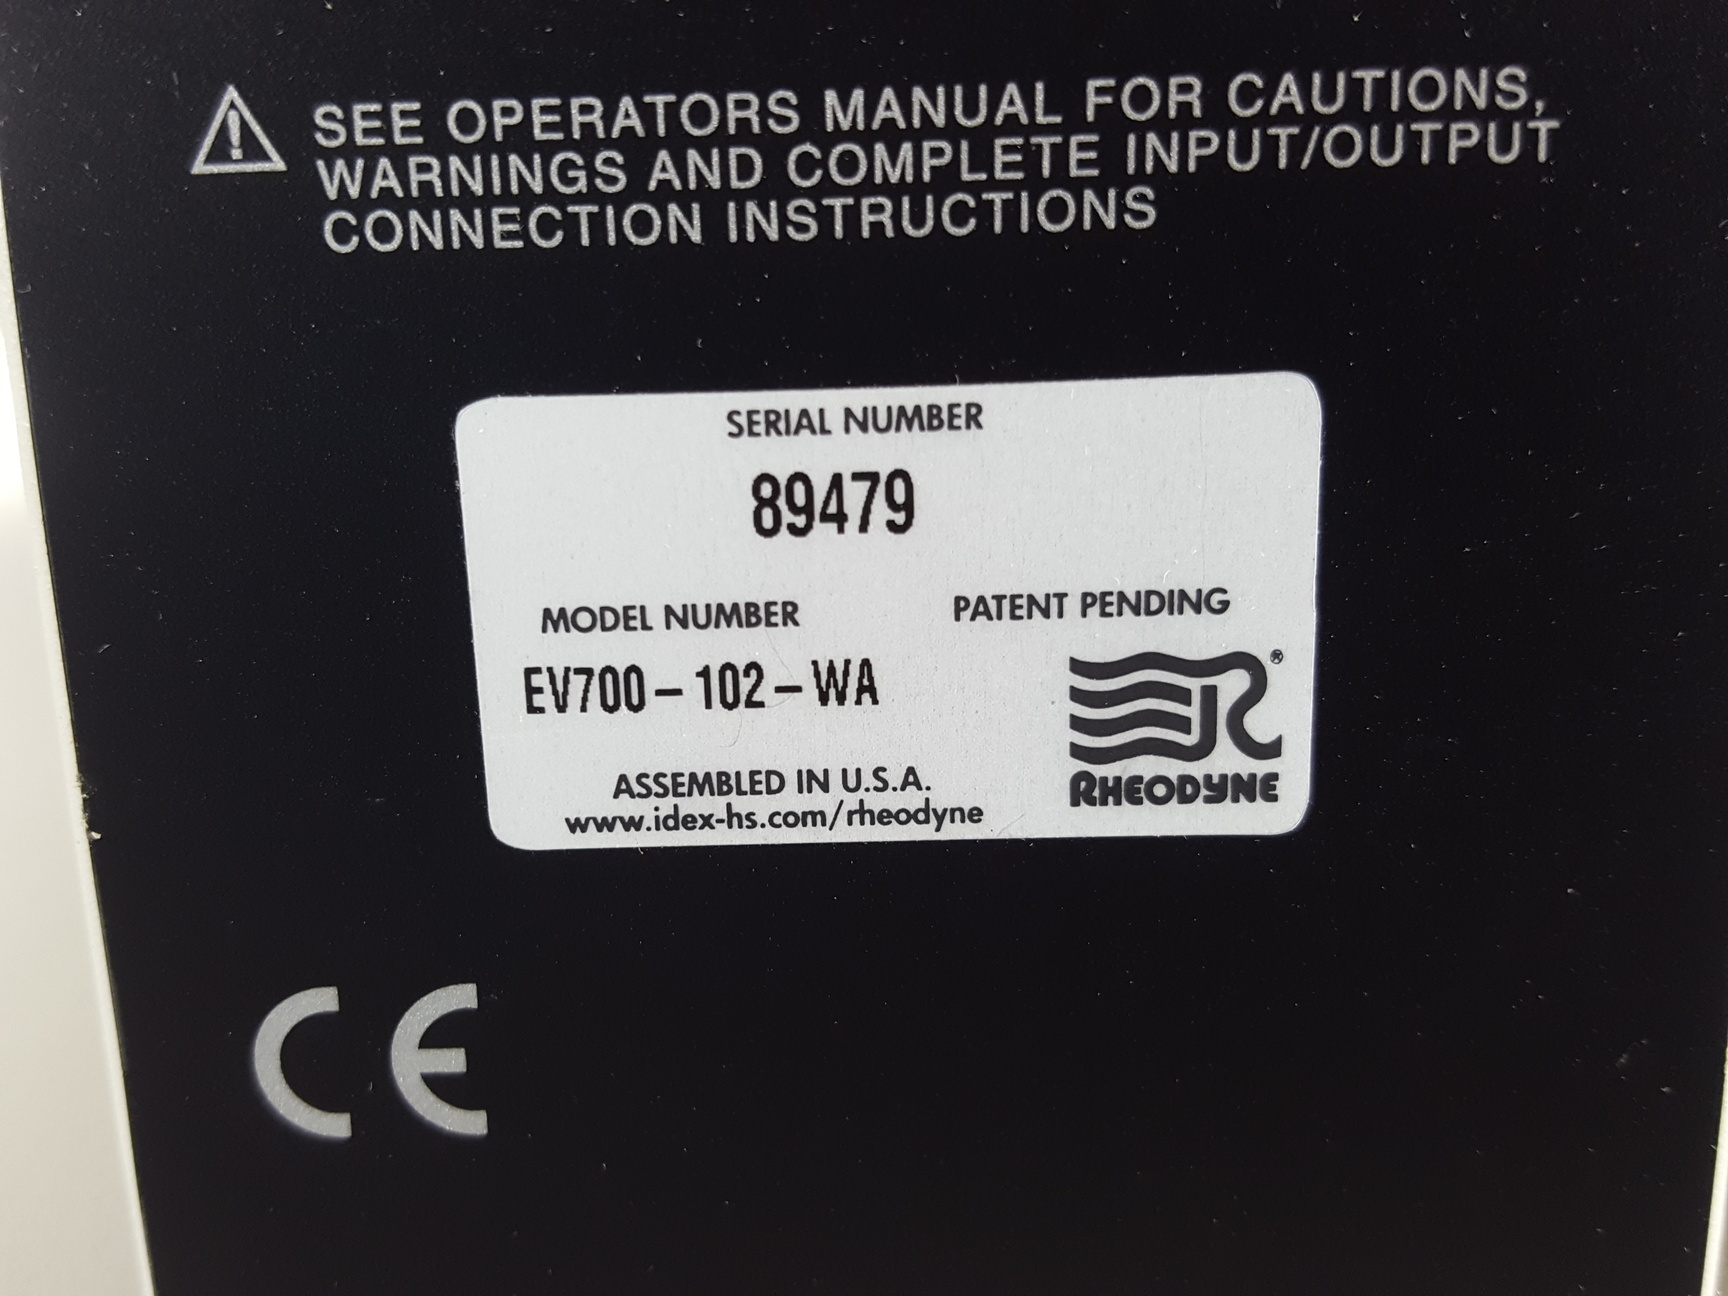 SEE OPERATORS MANUAL FOR CAUTIONS,
WARNINGS AND COMPLETE INPUT/OUTPUT
CONNECTION INSTRUCTIONS
SERIAL NUMBER
89479
MODEL NUMBER
EV700-102-WA
PATENT PENDING
R®
RHEODYNE
ASSEMBLED IN U.S.A.
www.idex-hs.com/rheodyne
CE